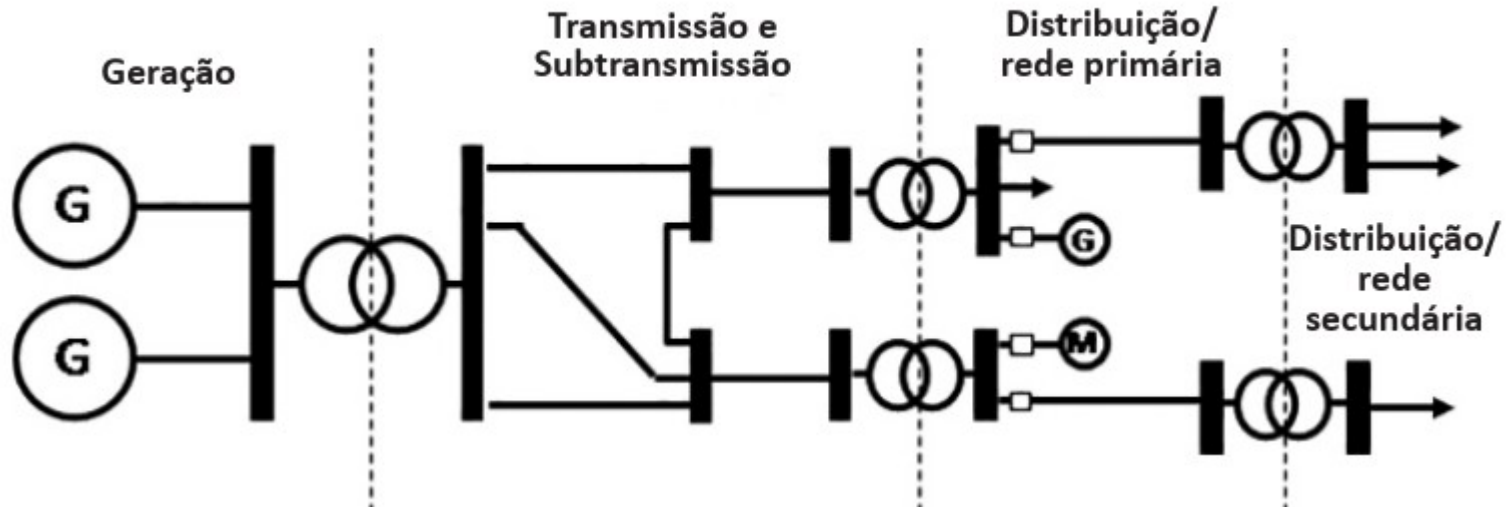 Geração
Transmissão e
Subtransmissão
Distribuição/
rede primária
G
G
G
M
Distribuição/
rede
secundária